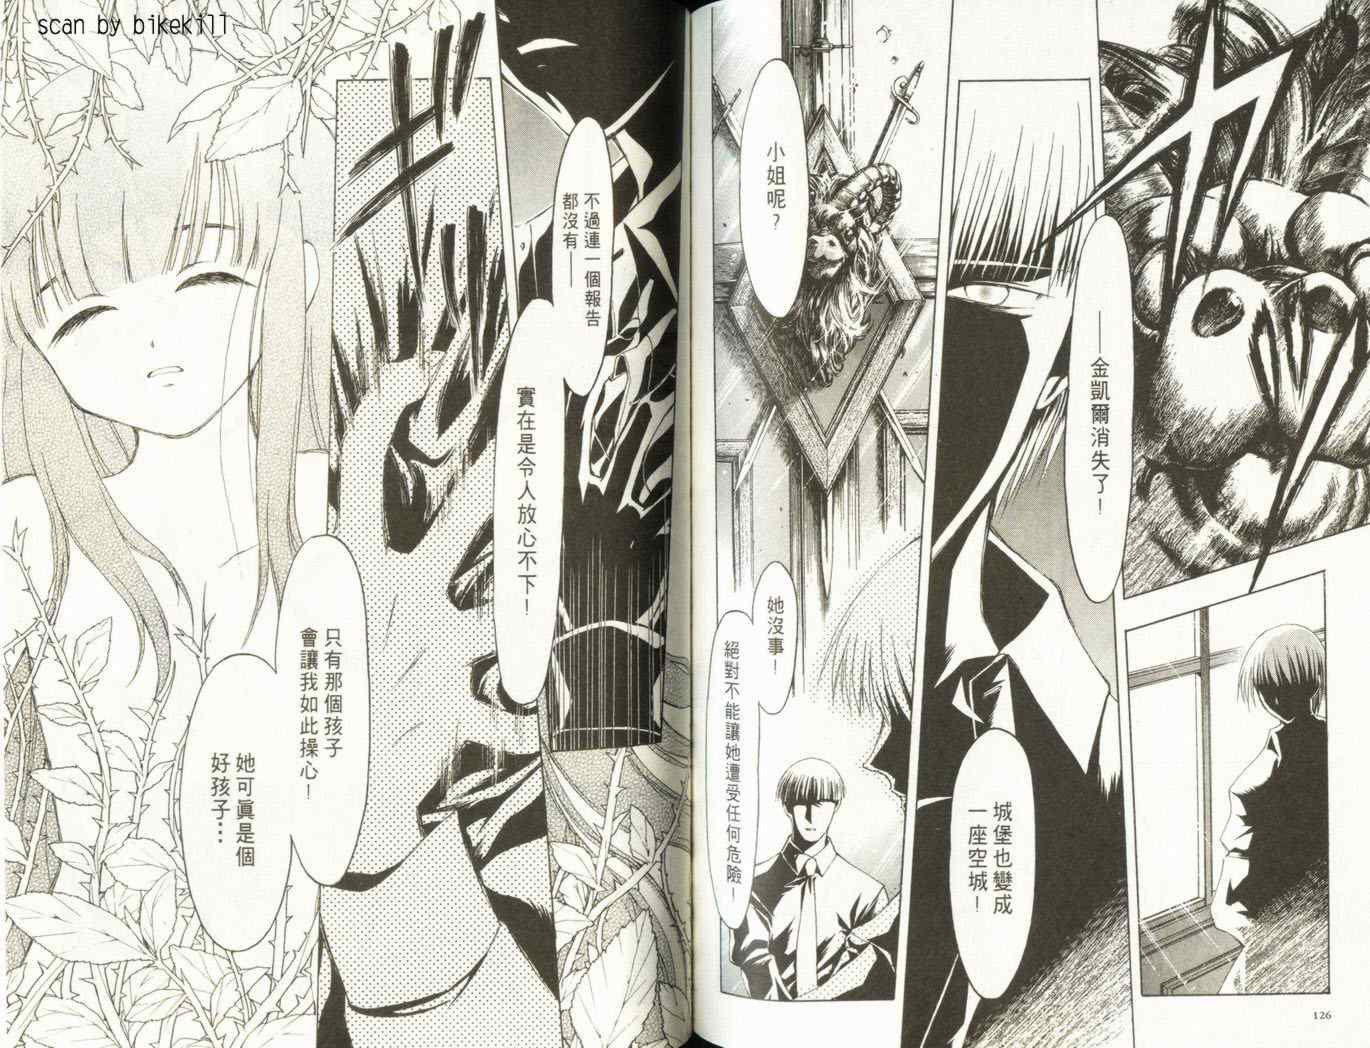 scan by bikekill
ガ
——金凱爾消失了！
城堡也變成
一座空城！
小姐呢？
她沒事！
絕對不能讓她遭受任何危險！
126
不過連一個報告
都沒有——
實在是令人放心不下！
ギ
只有那個孩子
會讓我如此操心！
她可眞是個
好孩子…